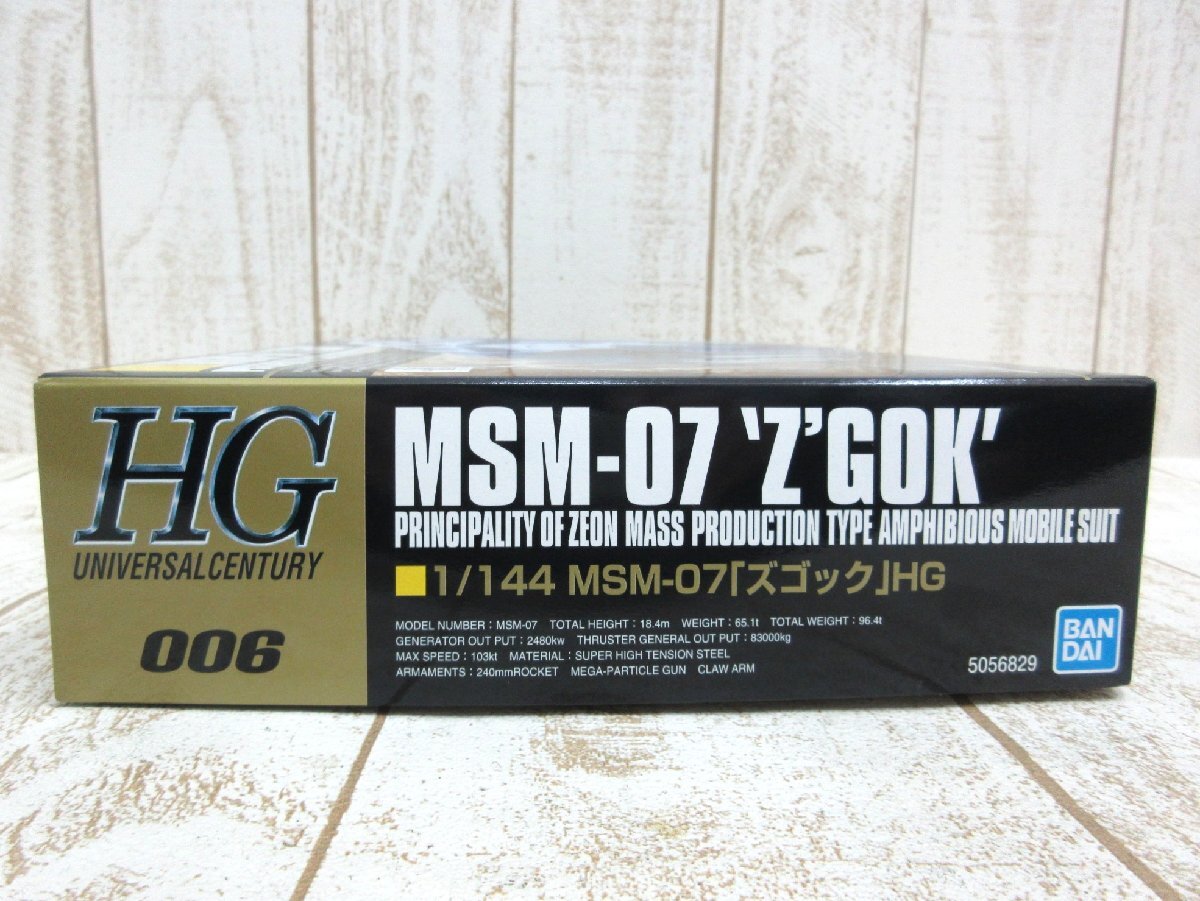 HG
UNIVERSAL CENTURY
006
MSM-07 'Z'GOK'
PRINCIPALITY OF ZEON MASS PRODUCTION TYPE AMPHIBIOUS MOBILE SUIT
1/144 MSM-07「ズゴック」HG
MODEL NUMBER : MSM-07 TOTAL HEIGHT : 18.4m WEIGHT : 65.1t TOTAL WEIGHT : 96.4t
GENERATOR OUT PUT : 2480kw THRUSTER GENERAL OUT PUT : 83000kg
MAX SPEED : 103kt MATERIAL : SUPER HIGH TENSION STEEL
ARMAMENTS : 240mmROCKET MEGA-PARTICLE GUN CLAW ARM
5056829
BAN
DAI